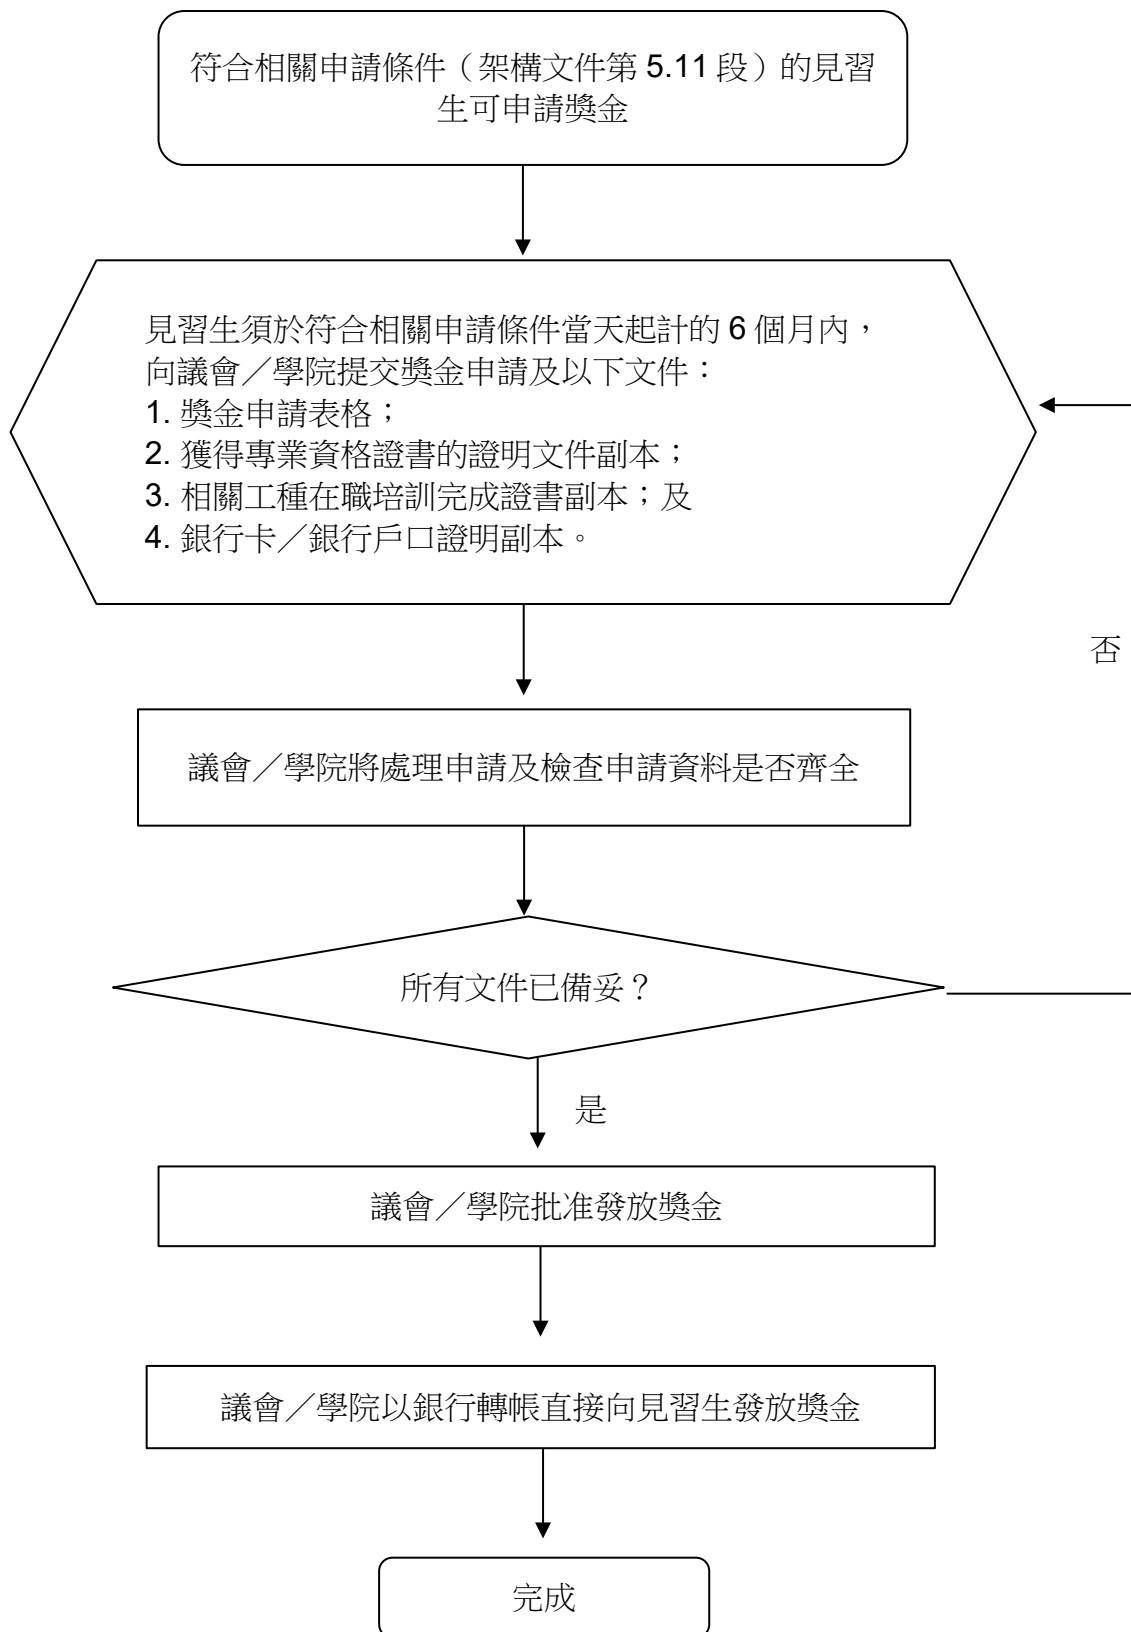 符合相關申請條件（架構文件第 5.11 段）的見習
生可申請獎金
見習生須於符合相關申請條件當天起計的 6 個月內，
向議會／學院提交獎金申請及以下文件：
1. 獎金申請表格；
2. 獲得專業資格證書的證明文件副本；
3. 相關工種在職培訓完成證書副本；及
4. 銀行卡／銀行戶口證明副本。
否
議會／學院將處理申請及檢查申請資料是否齊全
所有文件已備妥？
是
議會／學院批准發放獎金
議會／學院以銀行轉帳直接向見習生發放獎金
完成